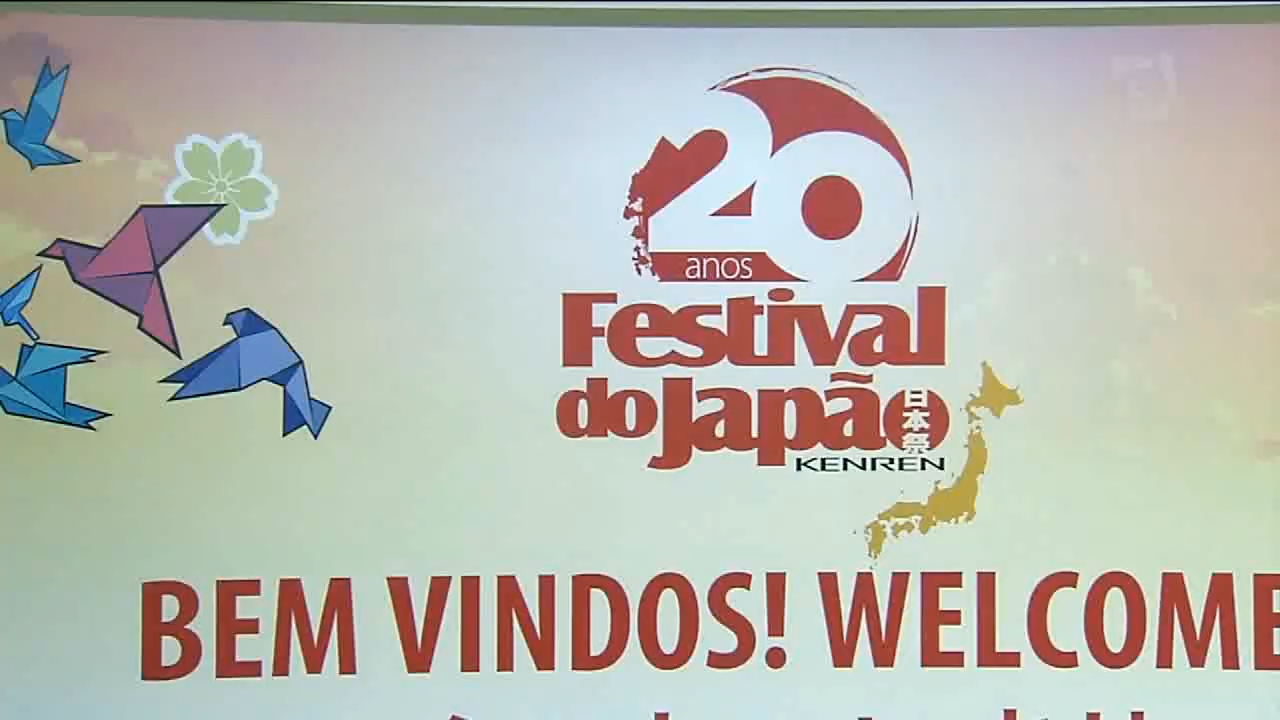 20
anos
Festival
do Japão
日本祭
KENREN
BEM VINDOS! WELCOME